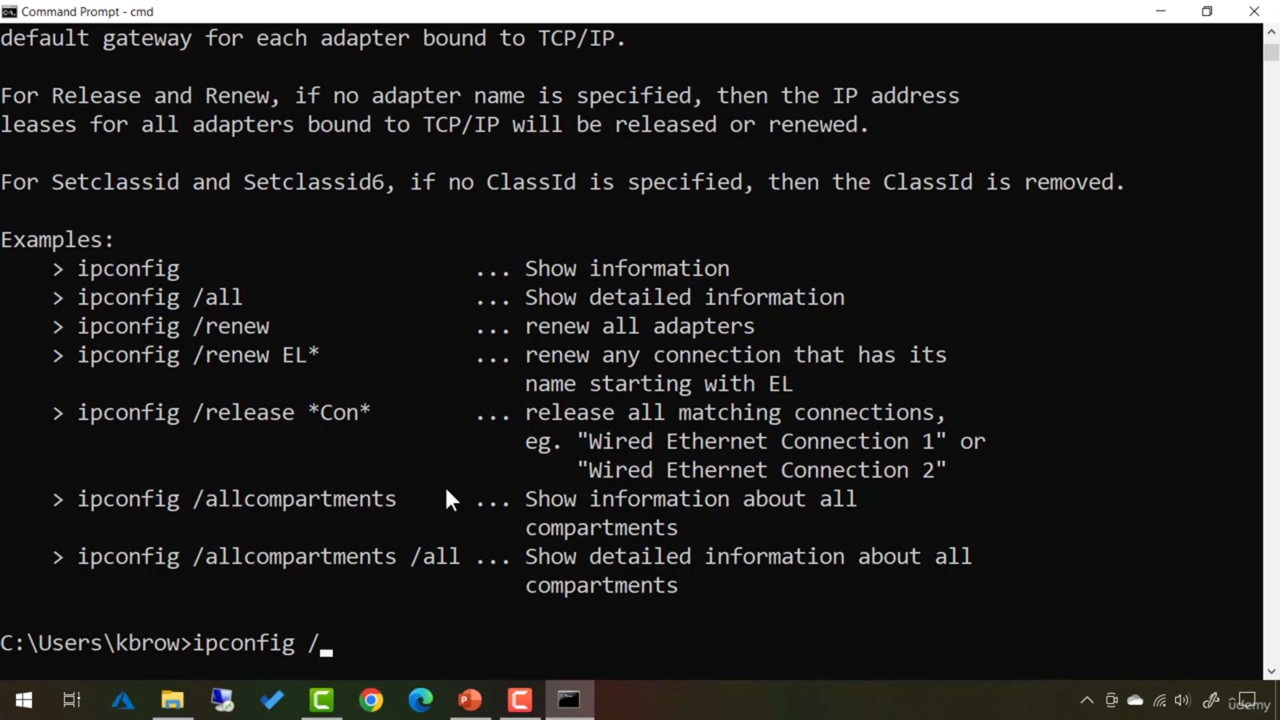 Command Prompt - cmd
default gateway for each adapter bound to TCP/IP.
For Release and Renew, if no adapter name is specified, then the IP address
leases for all adapters bound to TCP/IP will be released or renewed.
For Setclassid and Setclassid6, if no ClassId is specified, then the ClassId is removed.
Examples:
> ipconfig ... Show information
> ipconfig /all ... Show detailed information
> ipconfig /renew ... renew all adapters
> ipconfig /renew EL* ... renew any connection that has its
name starting with EL
> ipconfig /release *Con* ... release all matching connections,
eg. "Wired Ethernet Connection 1" or
"Wired Ethernet Connection 2"
> ipconfig /allcompartments ... Show information about all
compartments
> ipconfig /allcompartments /all ... Show detailed information about all
compartments
C:\Users\kbrow>ipconfig /_
udemy